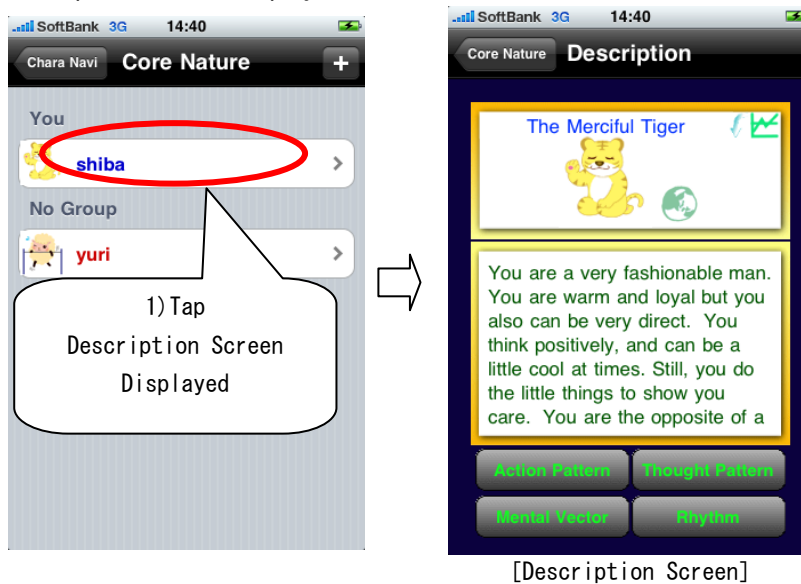 SoftBank 3G 14:40
Chara Navi Core Nature +
You
shiba
No Group
yuri
1)Tap
Description Screen
Displayed
SoftBank 3G 14:40
Core Nature Description
The Merciful Tiger
You are a very fashionable man.
You are warm and loyal but you
also can be very direct. You
think positively, and can be a
little cool at times. Still, you do
the little things to show you
care. You are the opposite of a
Action Pattern Thought Pattern
Mental Vector Rhythm
[Description Screen]